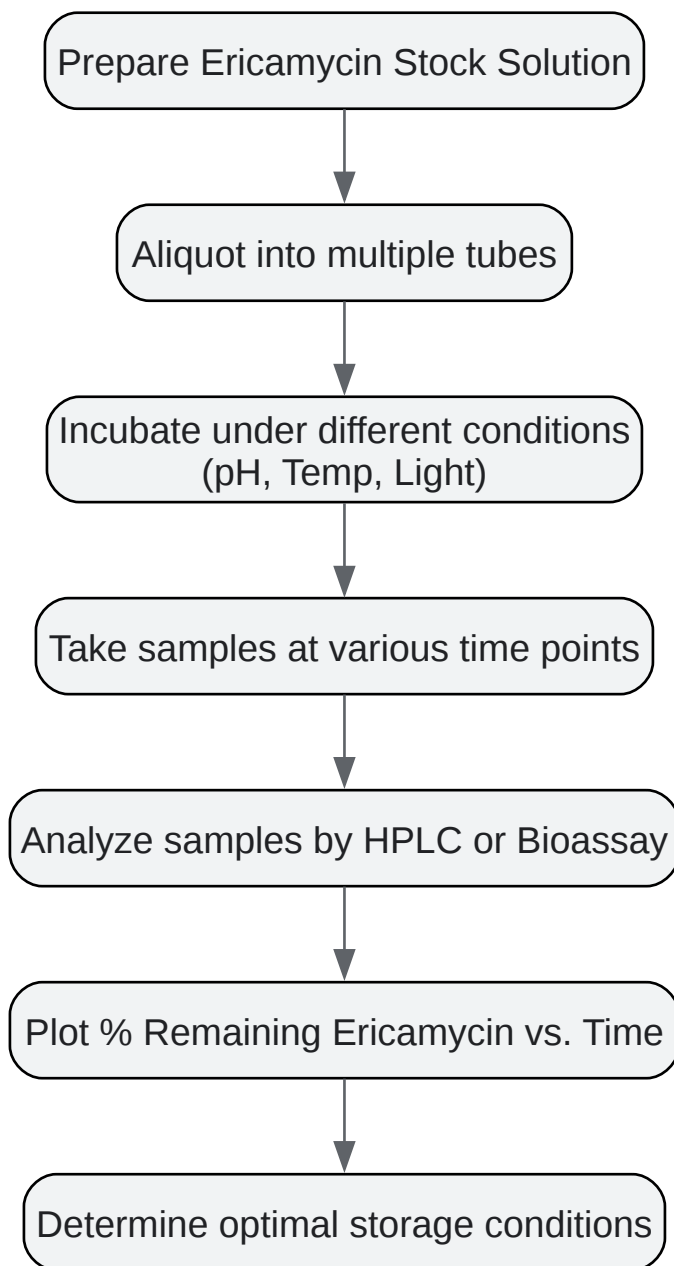 Prepare Ericamycin Stock Solution
Aliquot into multiple tubes
Incubate under different conditions
(pH, Temp, Light)
Take samples at various time points
Analyze samples by HPLC or Bioassay
Plot % Remaining Ericamycin vs. Time
Determine optimal storage conditions